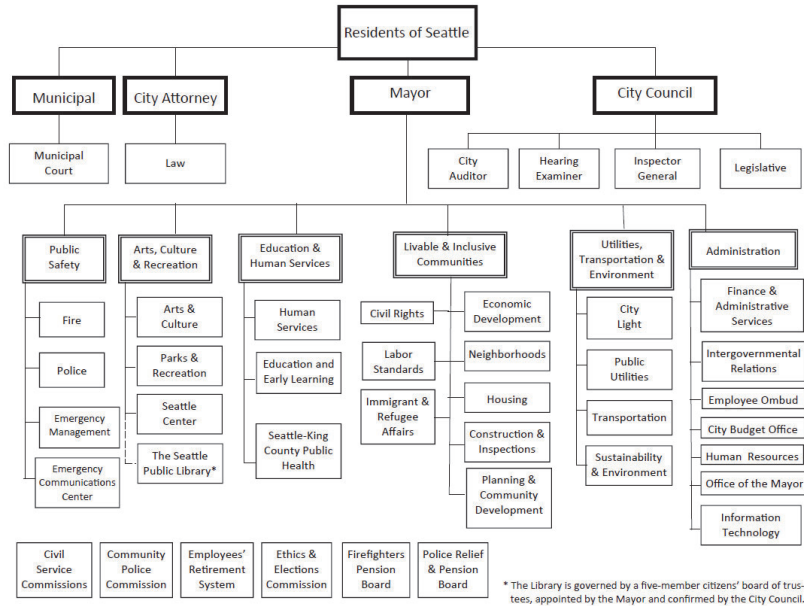 Residents of Seattle
Municipal
City Attorney
Mayor
City Council
Municipal
Court
Law
City
Auditor
Hearing
Examiner
Inspector
General
Legislative
Public
Safety
Arts, Culture
& Recreation
Education &
Human Services
Livable & Inclusive
Communities
Utilities,
Transportation &
Environment
Administration
Fire
Police
Emergency
Management
Emergency
Communications
Center
Arts &
Culture
Parks &
Recreation
Seattle
Center
The Seattle
Public Library*
Human
Services
Education and
Early Learning
Seattle-King
County Public
Health
Civil Rights
Labor
Standards
Immigrant &
Refugee
Affairs
Economic
Development
Neighborhoods
Housing
Construction &
Inspections
Planning &
Community
Development
City
Light
Public
Utilities
Transportation
Sustainability
& Environment
Finance &
Administrative
Services
Intergovernmental
Relations
Employee Ombud
City Budget Office
Human Resources
Office of the Mayor
Information
Technology
Civil
Service
Commissions
Community
Police
Commission
Employees'
Retirement
System
Ethics &
Elections
Commission
Firefighters
Pension
Board
Police Relief
& Pension
Board
* The Library is governed by a five-member citizens' board of trus-
tees, appointed by the Mayor and confirmed by the City Council.